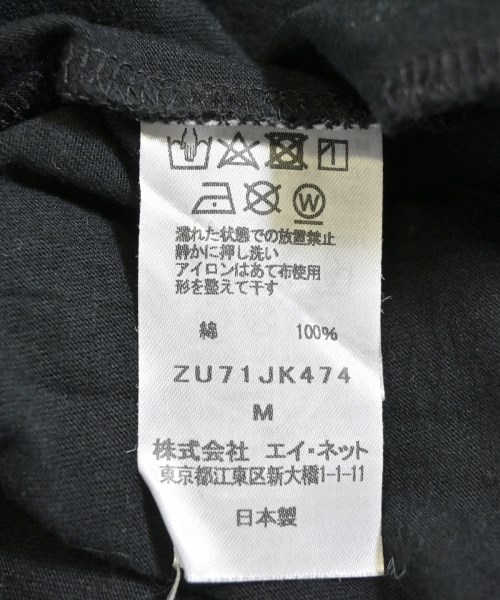 W
濡れた状態での放置禁止
静かに押し洗い
アイロンはあて布使用
形を整えて干す
綿 100%
ZU71JK474
M
株式会社 エイ・ネット
東京都江東区新大橋1-1-11
日本製